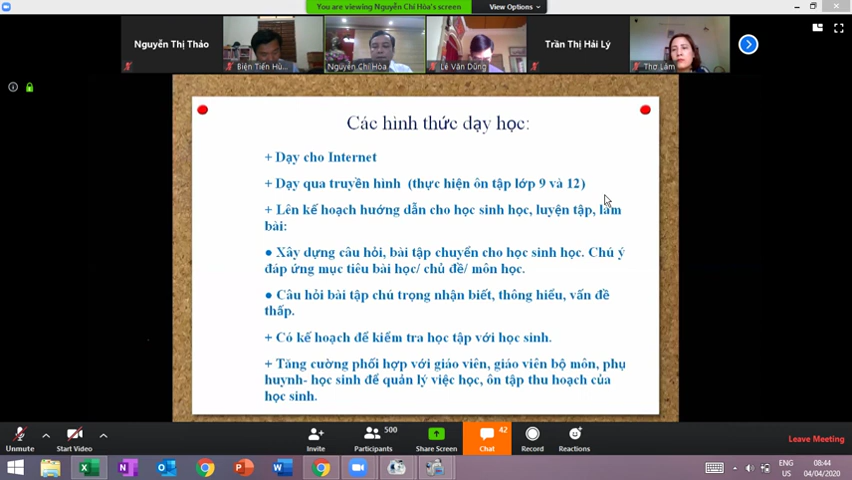 You are viewing Nguyễn Chí Hòa's screen
View Options
Nguyễn Thị Thảo
Biện Tiến Hù...
Nguyễn Chí Hòa
Lê Văn Dũng
Trần Thị Hải Lý
Thơ Lâm
Các hình thức dạy học:
+ Dạy cho Internet
+ Dạy qua truyền hình (thực hiện ôn tập lớp 9 và 12)
+ Lên kế hoạch hướng dẫn cho học sinh học, luyện tập, làm
bài:
● Xây dựng câu hỏi, bài tập chuyển cho học sinh học. Chú ý
đáp ứng mục tiêu bài học/ chủ đề/ môn học.
● Câu hỏi bài tập chú trọng nhận biết, thông hiểu, vấn đề
thấp.
+ Có kế hoạch để kiểm tra học tập với học sinh.
+ Tăng cường phối hợp với giáo viên, giáo viên bộ môn, phụ
huynh- học sinh để quản lý việc học, ôn tập thu hoạch của
học sinh.
Unmute
Start Video
Invite
500
Participants
Share Screen
42
Chat
Record
Reactions
Leave Meeting
ENG
US
08:44
04/04/2020